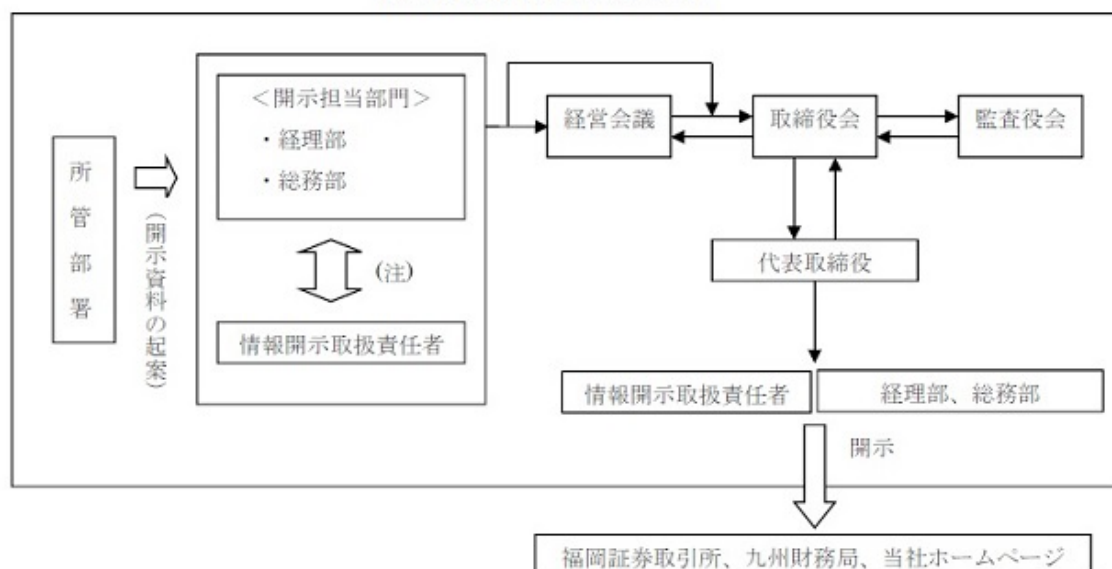 所管部署
(開示資料の起案)
＜開示担当部門＞
・経理部
・総務部
(注)
情報開示取扱責任者
経営会議
取締役会
監査役会
代表取締役
情報開示取扱責任者
経理部、総務部
開示
福岡証券取引所、九州財務局、当社ホームページ